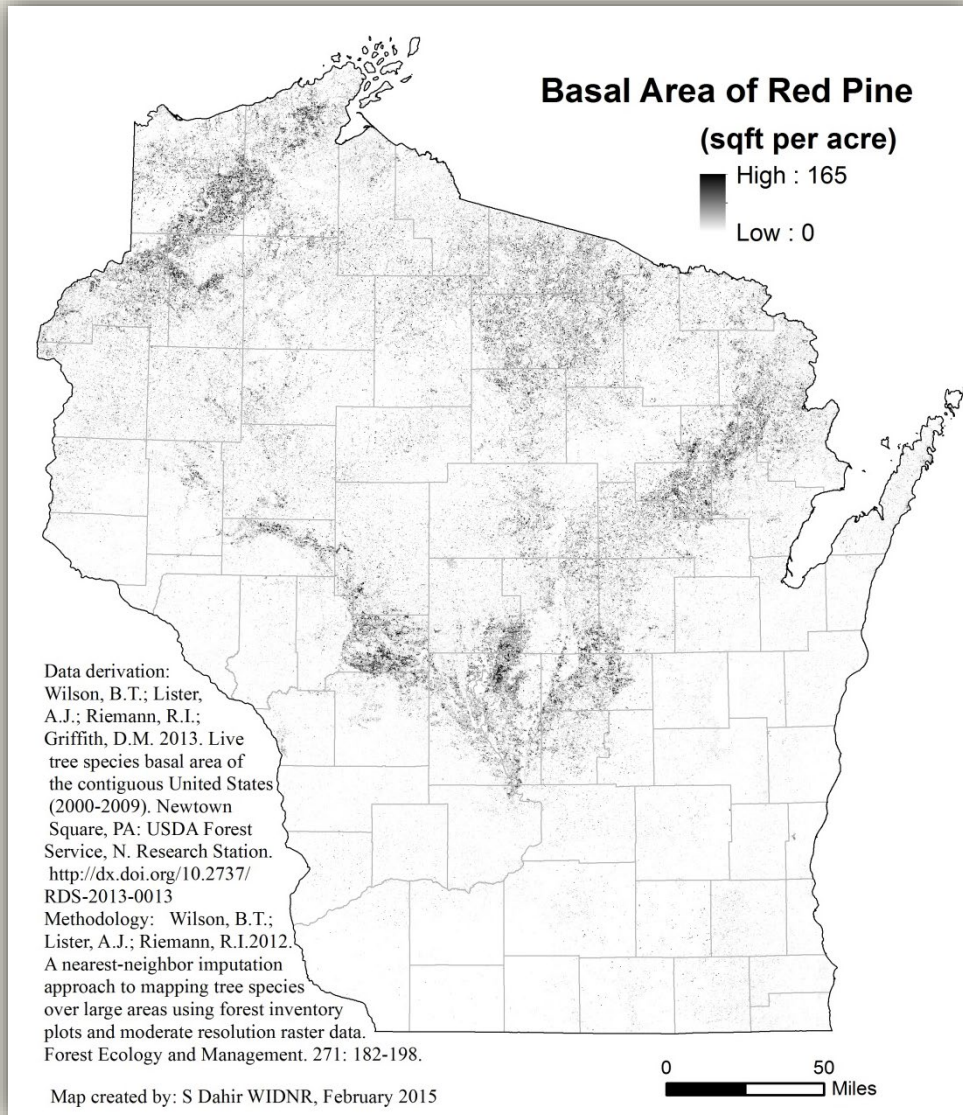 Basal Area of Red Pine
(sqft per acre)
High : 165
Low : 0
Data derivation:
Wilson, B.T.; Lister,
A.J.; Riemann, R.I.;
Griffith, D.M. 2013. Live
tree species basal area of
the contiguous United States
(2000-2009). Newtown
Square, PA: USDA Forest
Service, N. Research Station.
http://dx.doi.org/10.2737/
RDS-2013-0013
Methodology: Wilson, B.T.;
Lister, A.J.; Riemann, R.I.2012.
A nearest-neighbor imputation
approach to mapping tree species
over large areas using forest inventory
plots and moderate resolution raster data.
Forest Ecology and Management. 271: 182-198.
Map created by: S Dahir WIDNR, February 2015
0 50
Miles